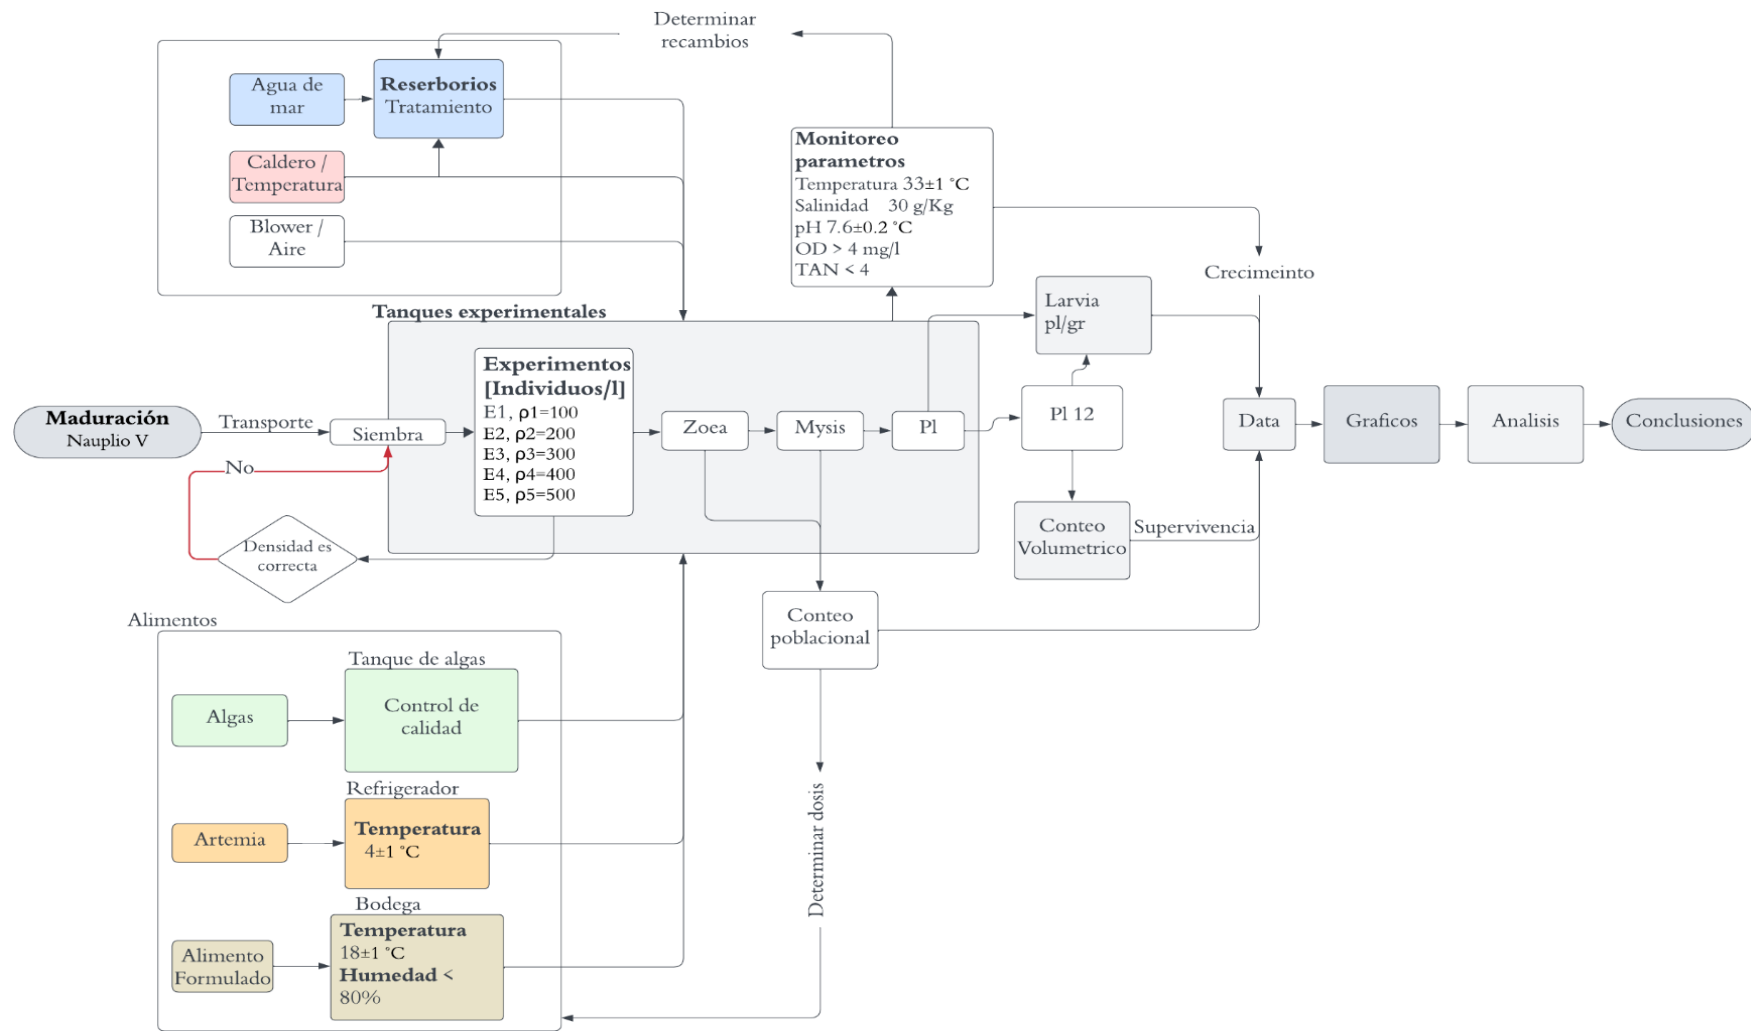 Determinar
recambios
Agua de
mar
Reserborios
Tratamiento
Caldero /
Temperatura
Blower /
Aire
Monitoreo
parametros
Temperatura 33±1 °C
Salinidad 30 g/Kg
pH 7.6±0.2 °C
OD > 4 mg/l
TAN < 4
Crecimeinto
Larvia
pl/gr
Tanques experimentales
Experimentos
[Individuos/l]
E1, ρ1=100
E2, ρ2=200
E3, ρ3=300
E4, ρ4=400
E5, ρ5=500
Maduración
Nauplio V
Transporte
Siembra
Zoea
Mysis
Pl
Pl 12
Data
Graficos
Analisis
Conclusiones
No
Densidad es
correcta
Conteo
Volumetrico
Supervivencia
Conteo
poblacional
Determinar dosis
Alimentos
Tanque de algas
Algas
Control de
calidad
Refrigerador
Artemia
Temperatura
4±1 °C
Bodega
Alimento
Formulado
Temperatura
18±1 °C
Humedad <
80%